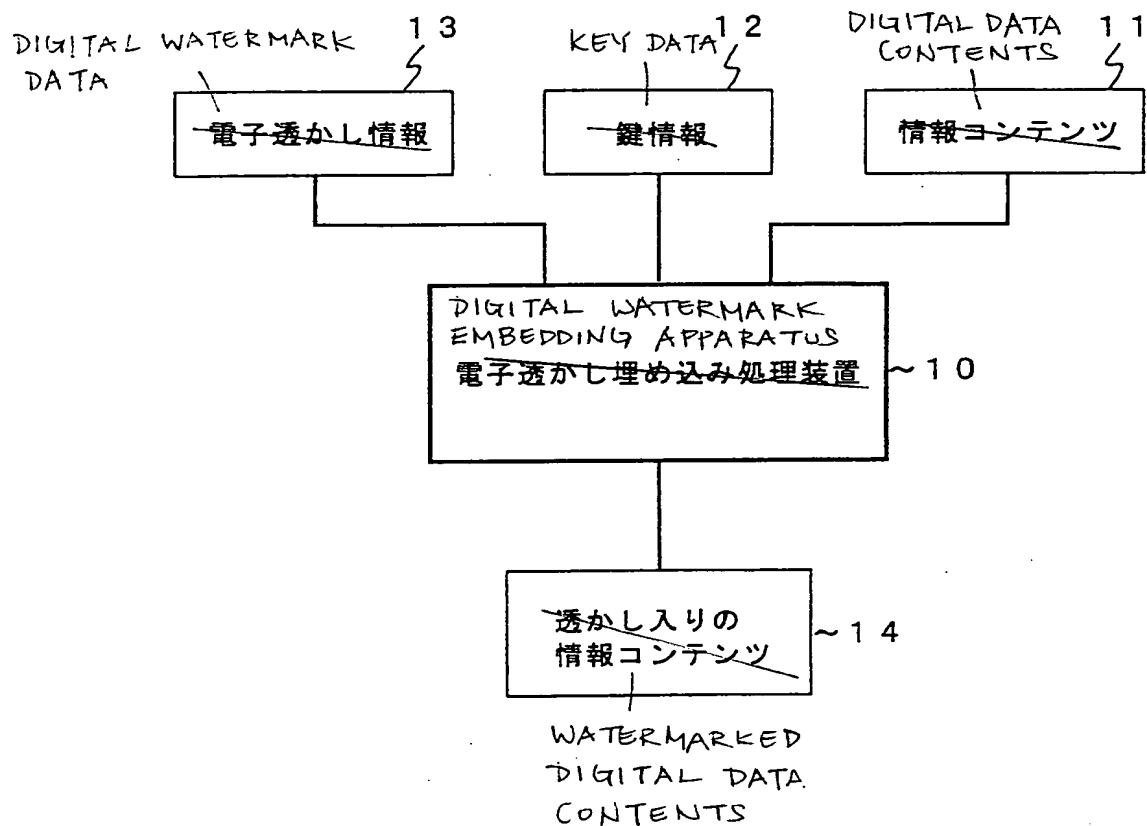 DIGITAL WATERMARK
DATA
13
電子透かし情報
KEY DATA
12
鍵情報
DIGITAL DATA
CONTENTS
11
情報コンテンツ
DIGITAL WATERMARK
EMBEDDING APPARATUS
電子透かし埋め込み処理装置
~10
透かし入りの
情報コンテンツ
~14
WATERMARKED
DIGITAL DATA
CONTENTS